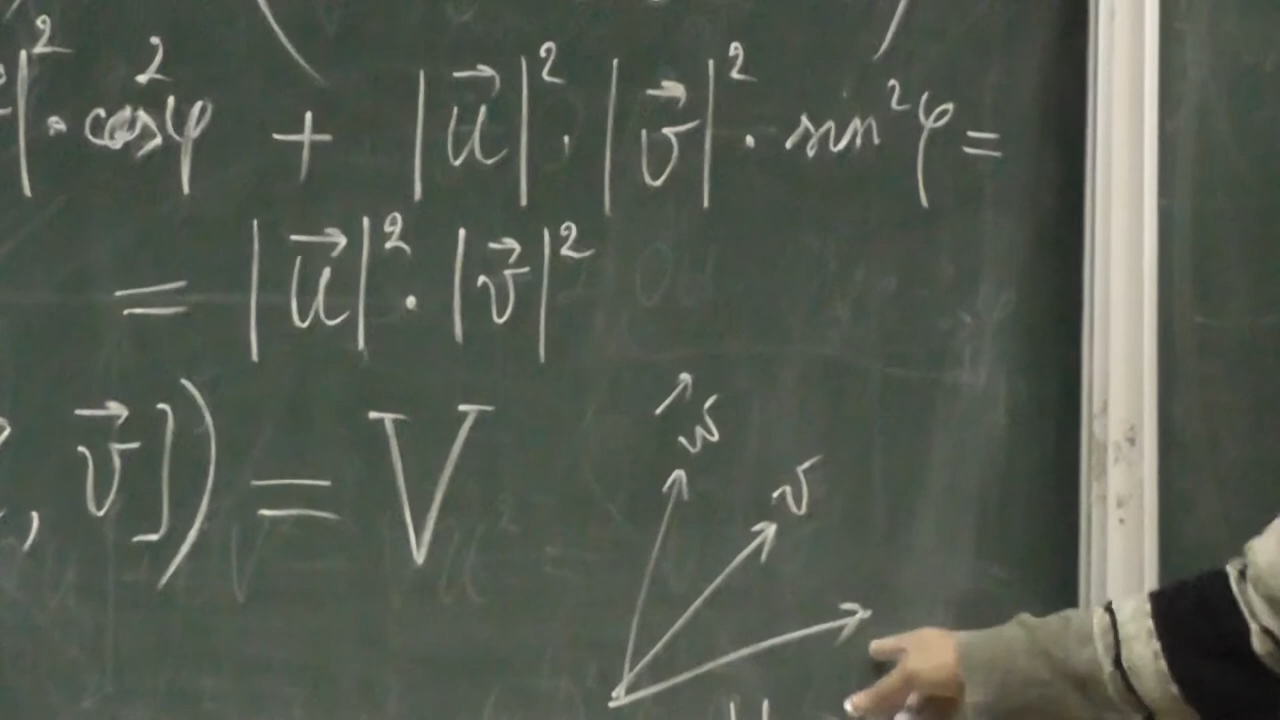 |² · cos²φ + |u⃗|² · |v⃗|² · sin²φ =
= |u⃗|² · |v⃗|²
, v⃗]) = V
w⃗
v